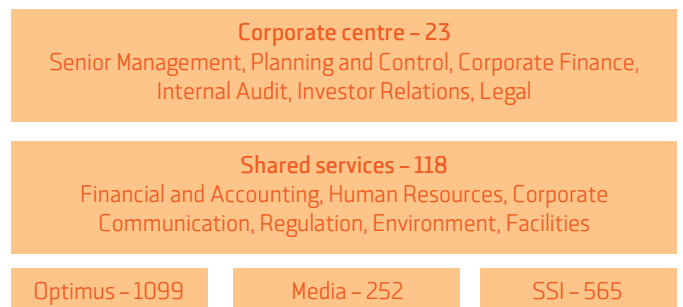 Corporate centre – 23
Senior Management, Planning and Control, Corporate Finance,
Internal Audit, Investor Relations, Legal
Shared services – 118
Financial and Accounting, Human Resources, Corporate
Communication, Regulation, Environment, Facilities
Optimus – 1099
Media – 252
SSI – 565